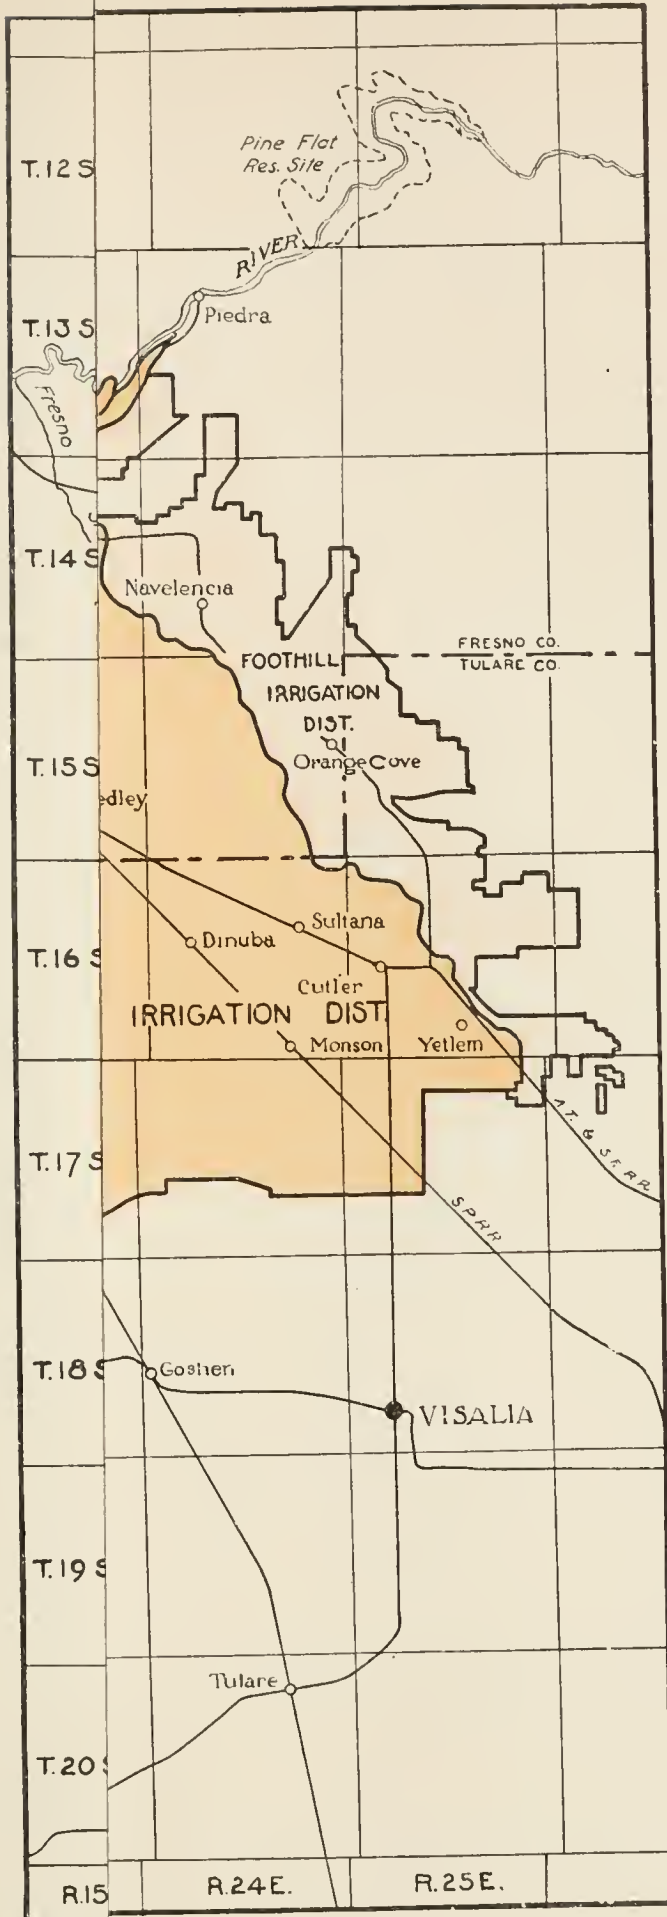 Pine Flat
Res. Site
T.12 S
RIVER
T.13 S
Piedra
Fresno
T.14 S
Navelencia
FRESNO CO.
TULARE CO.
FOOTHILL
IRRIGATION
DIST.
Orange Cove
T.15 S
edley
Sultana
Dinuba
T.16 S
Cutler
IRRIGATION DIST.
Monson
Yetlem
A.T. & S.F. R.R.
T.17 S
S.P.R.R.
T.18 S
Goshen
VISALIA
T.19 S
Tulare
T.20 S
R.15
R.24E.
R.25E.